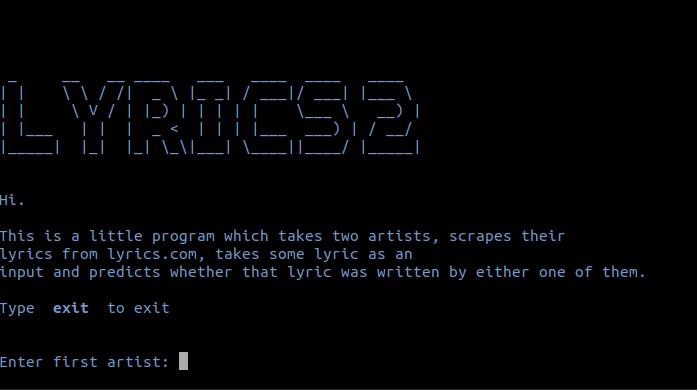 LYRICS2
Hi.
This is a little program which takes two artists, scrapes their
lyrics from lyrics.com, takes some lyric as an
input and predicts whether that lyric was written by either one of them.
Type exit to exit
Enter first artist: